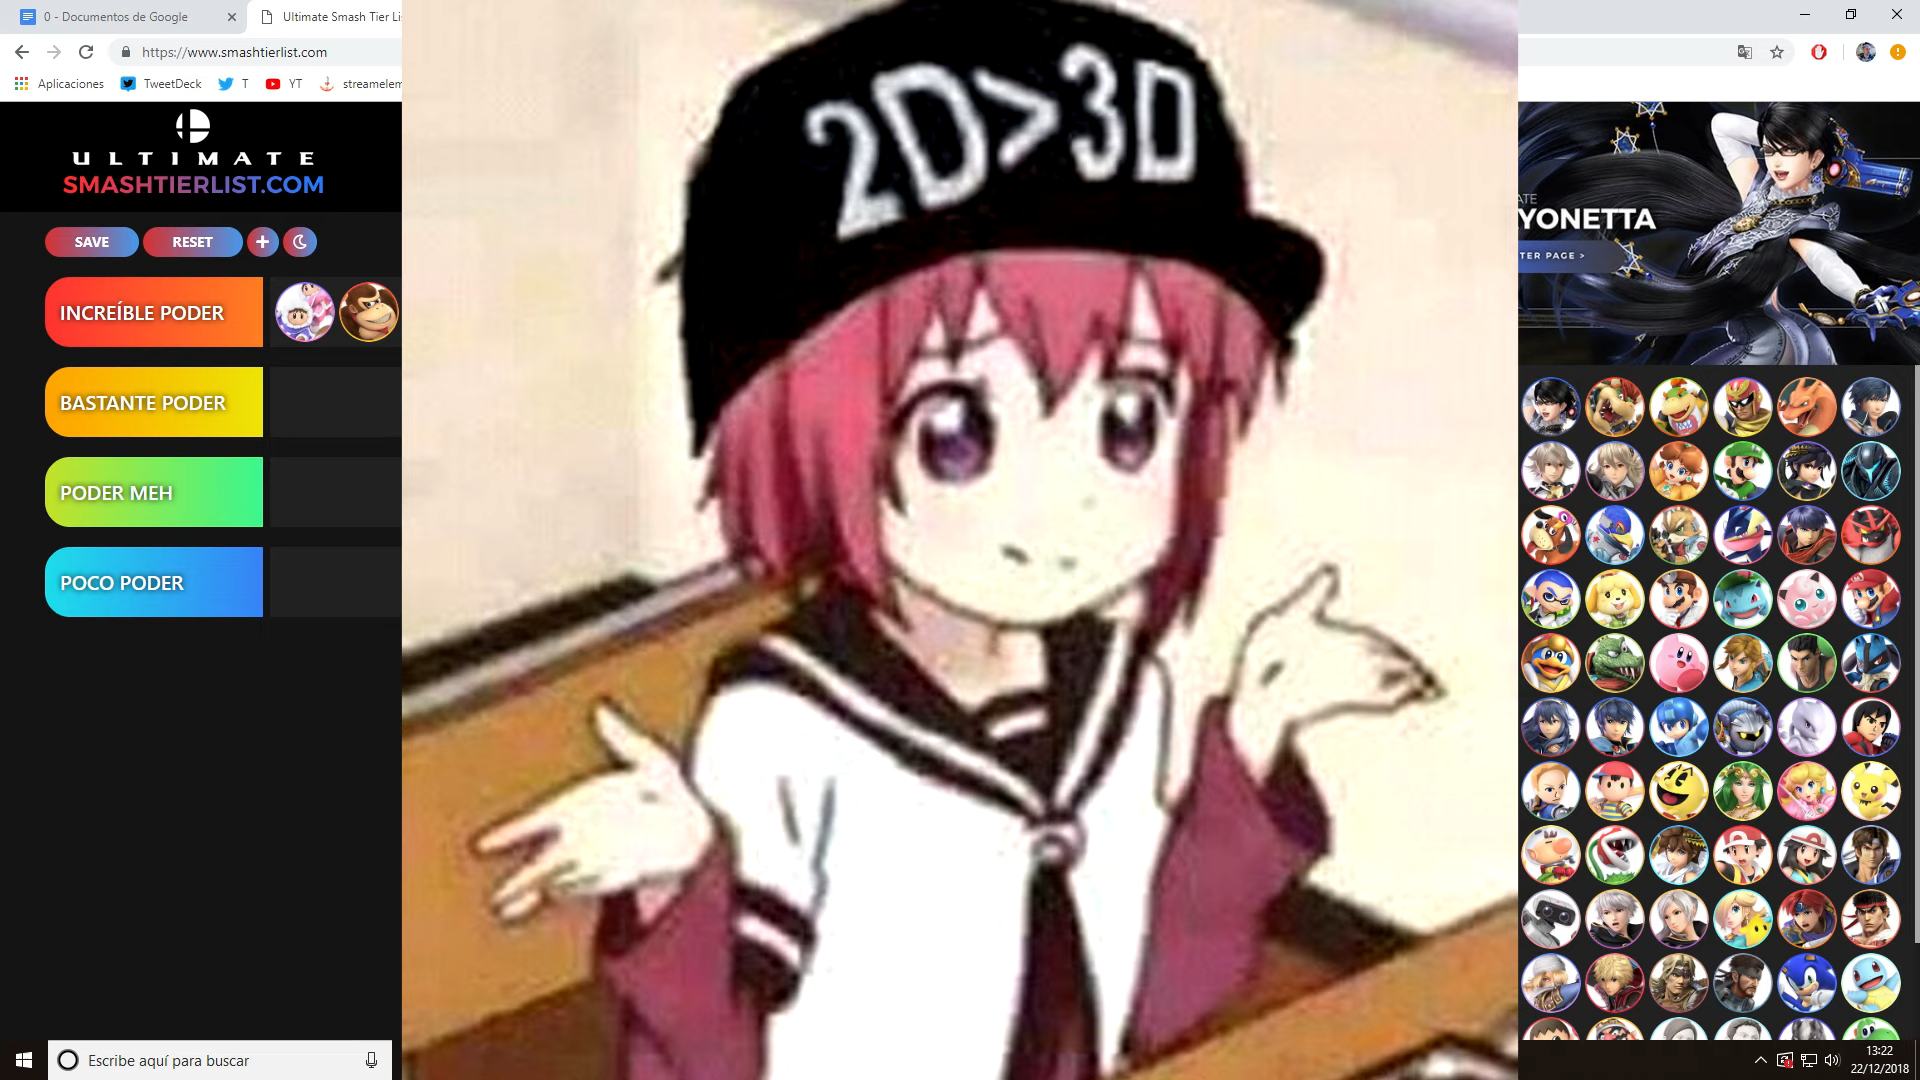 0 - Documentos de Google
Ultimate Smash Tier Li
https://www.smashtierlist.com
Aplicaciones
TweetDeck
T
YT
streamelem
ULTIMATE
SMASHTIERLIST.COM
SAVE
RESET
INCREÍBLE PODER
BASTANTE PODER
PODER MEH
POCO PODER
2D>3D
ATE
YONETTA
TER PAGE >
Escribe aquí para buscar
13:22
22/12/2018